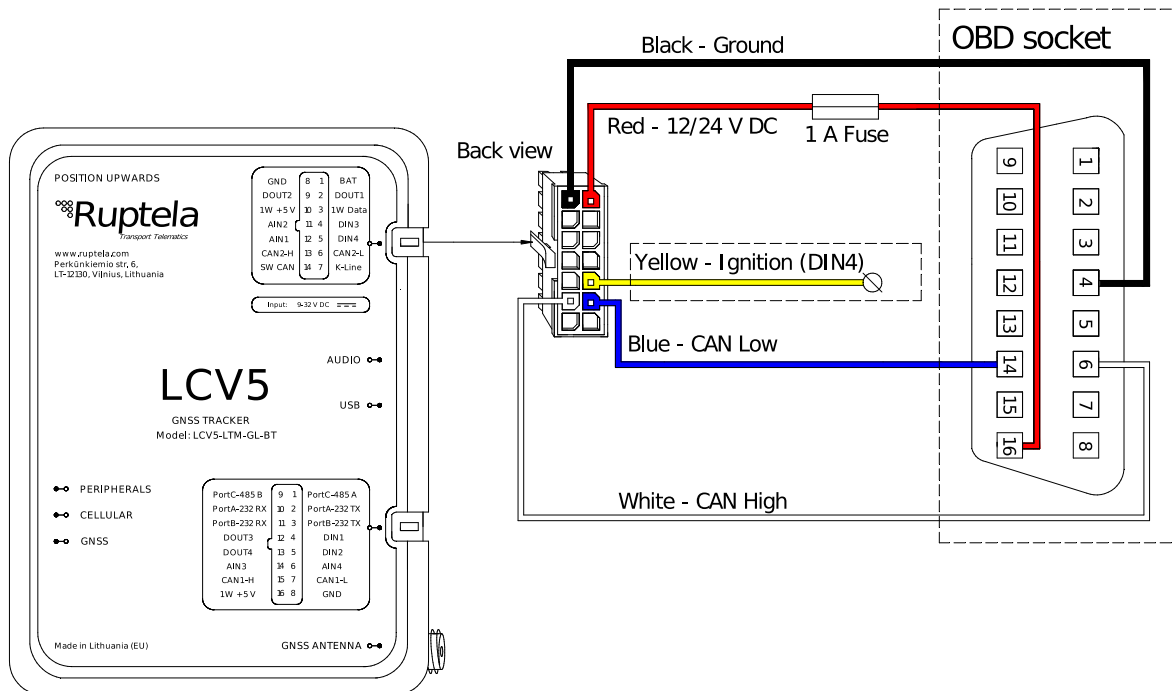 Black - Ground
OBD socket
Red - 12/24 V DC
1 A Fuse
Back view
Yellow - Ignition (DIN4)
Blue - CAN Low
White - CAN High
9 1
10 2
11 3
12 4
13 5
14 6
15 7
16 8
POSITION UPWARDS
Ruptela
Transport Telematics
www.ruptela.com
Perkūnkiemio str, 6,
LT-12130, Vilnius, Lithuania
GND 8 1 BAT
DOUT2 9 2 DOUT1
1W +5 V 10 3 1W Data
AIN2 11 4 DIN3
AIN1 12 5 DIN4
CAN2-H 13 6 CAN2-L
SW CAN 14 7 K-Line
Input: 9-32 V DC
AUDIO
LCV5
USB
GNSS TRACKER
Model: LCV5-LTM-GL-BT
PERIPHERALS
CELLULAR
GNSS
PortC-485 B 9 1 PortC-485 A
PortA-232 RX 10 2 PortA-232 TX
PortB-232 RX 11 3 PortB-232 TX
DOUT3 12 4 DIN1
DOUT4 13 5 DIN2
AIN3 14 6 AIN4
CAN1-H 15 7 CAN1-L
1W +5 V 16 8 GND
Made in Lithuania (EU)
GNSS ANTENNA